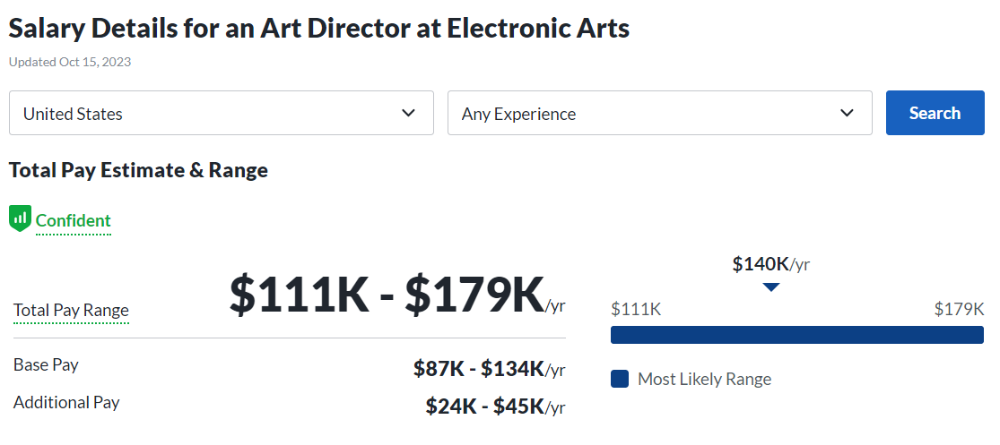 Salary Details for an Art Director at Electronic Arts
Updated Oct 15, 2023
United States
Any Experience
Search
Total Pay Estimate & Range
Confident
Total Pay Range
$111K - $179K/yr
Base Pay
$87K - $134K/yr
Additional Pay
$24K - $45K/yr
$140K/yr
$111K
$179K
Most Likely Range